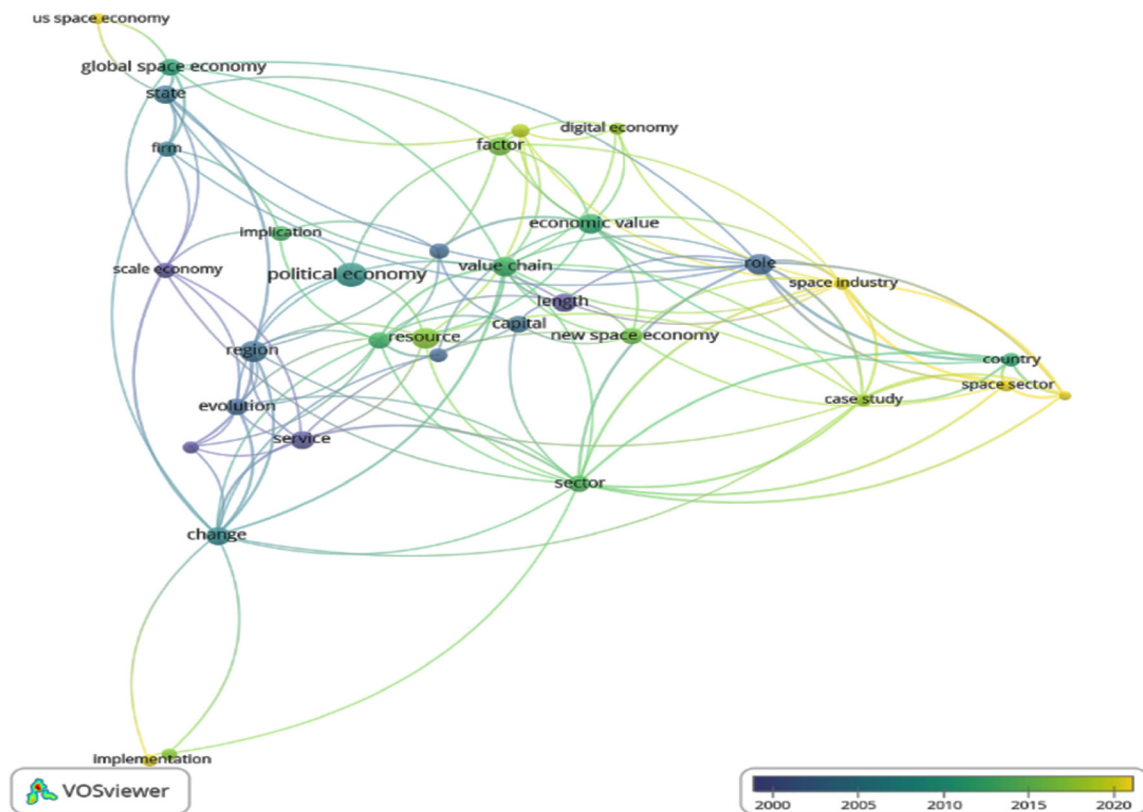 us space economy
global space economy
state
firm
digital economy
factor
implication
economic value
scale economy
political economy
value chain
role
space industry
length
capital
new space economy
resource
region
country
space sector
case study
evolution
service
sector
change
implementation
VOSviewer
2000 2005 2010 2015 2020